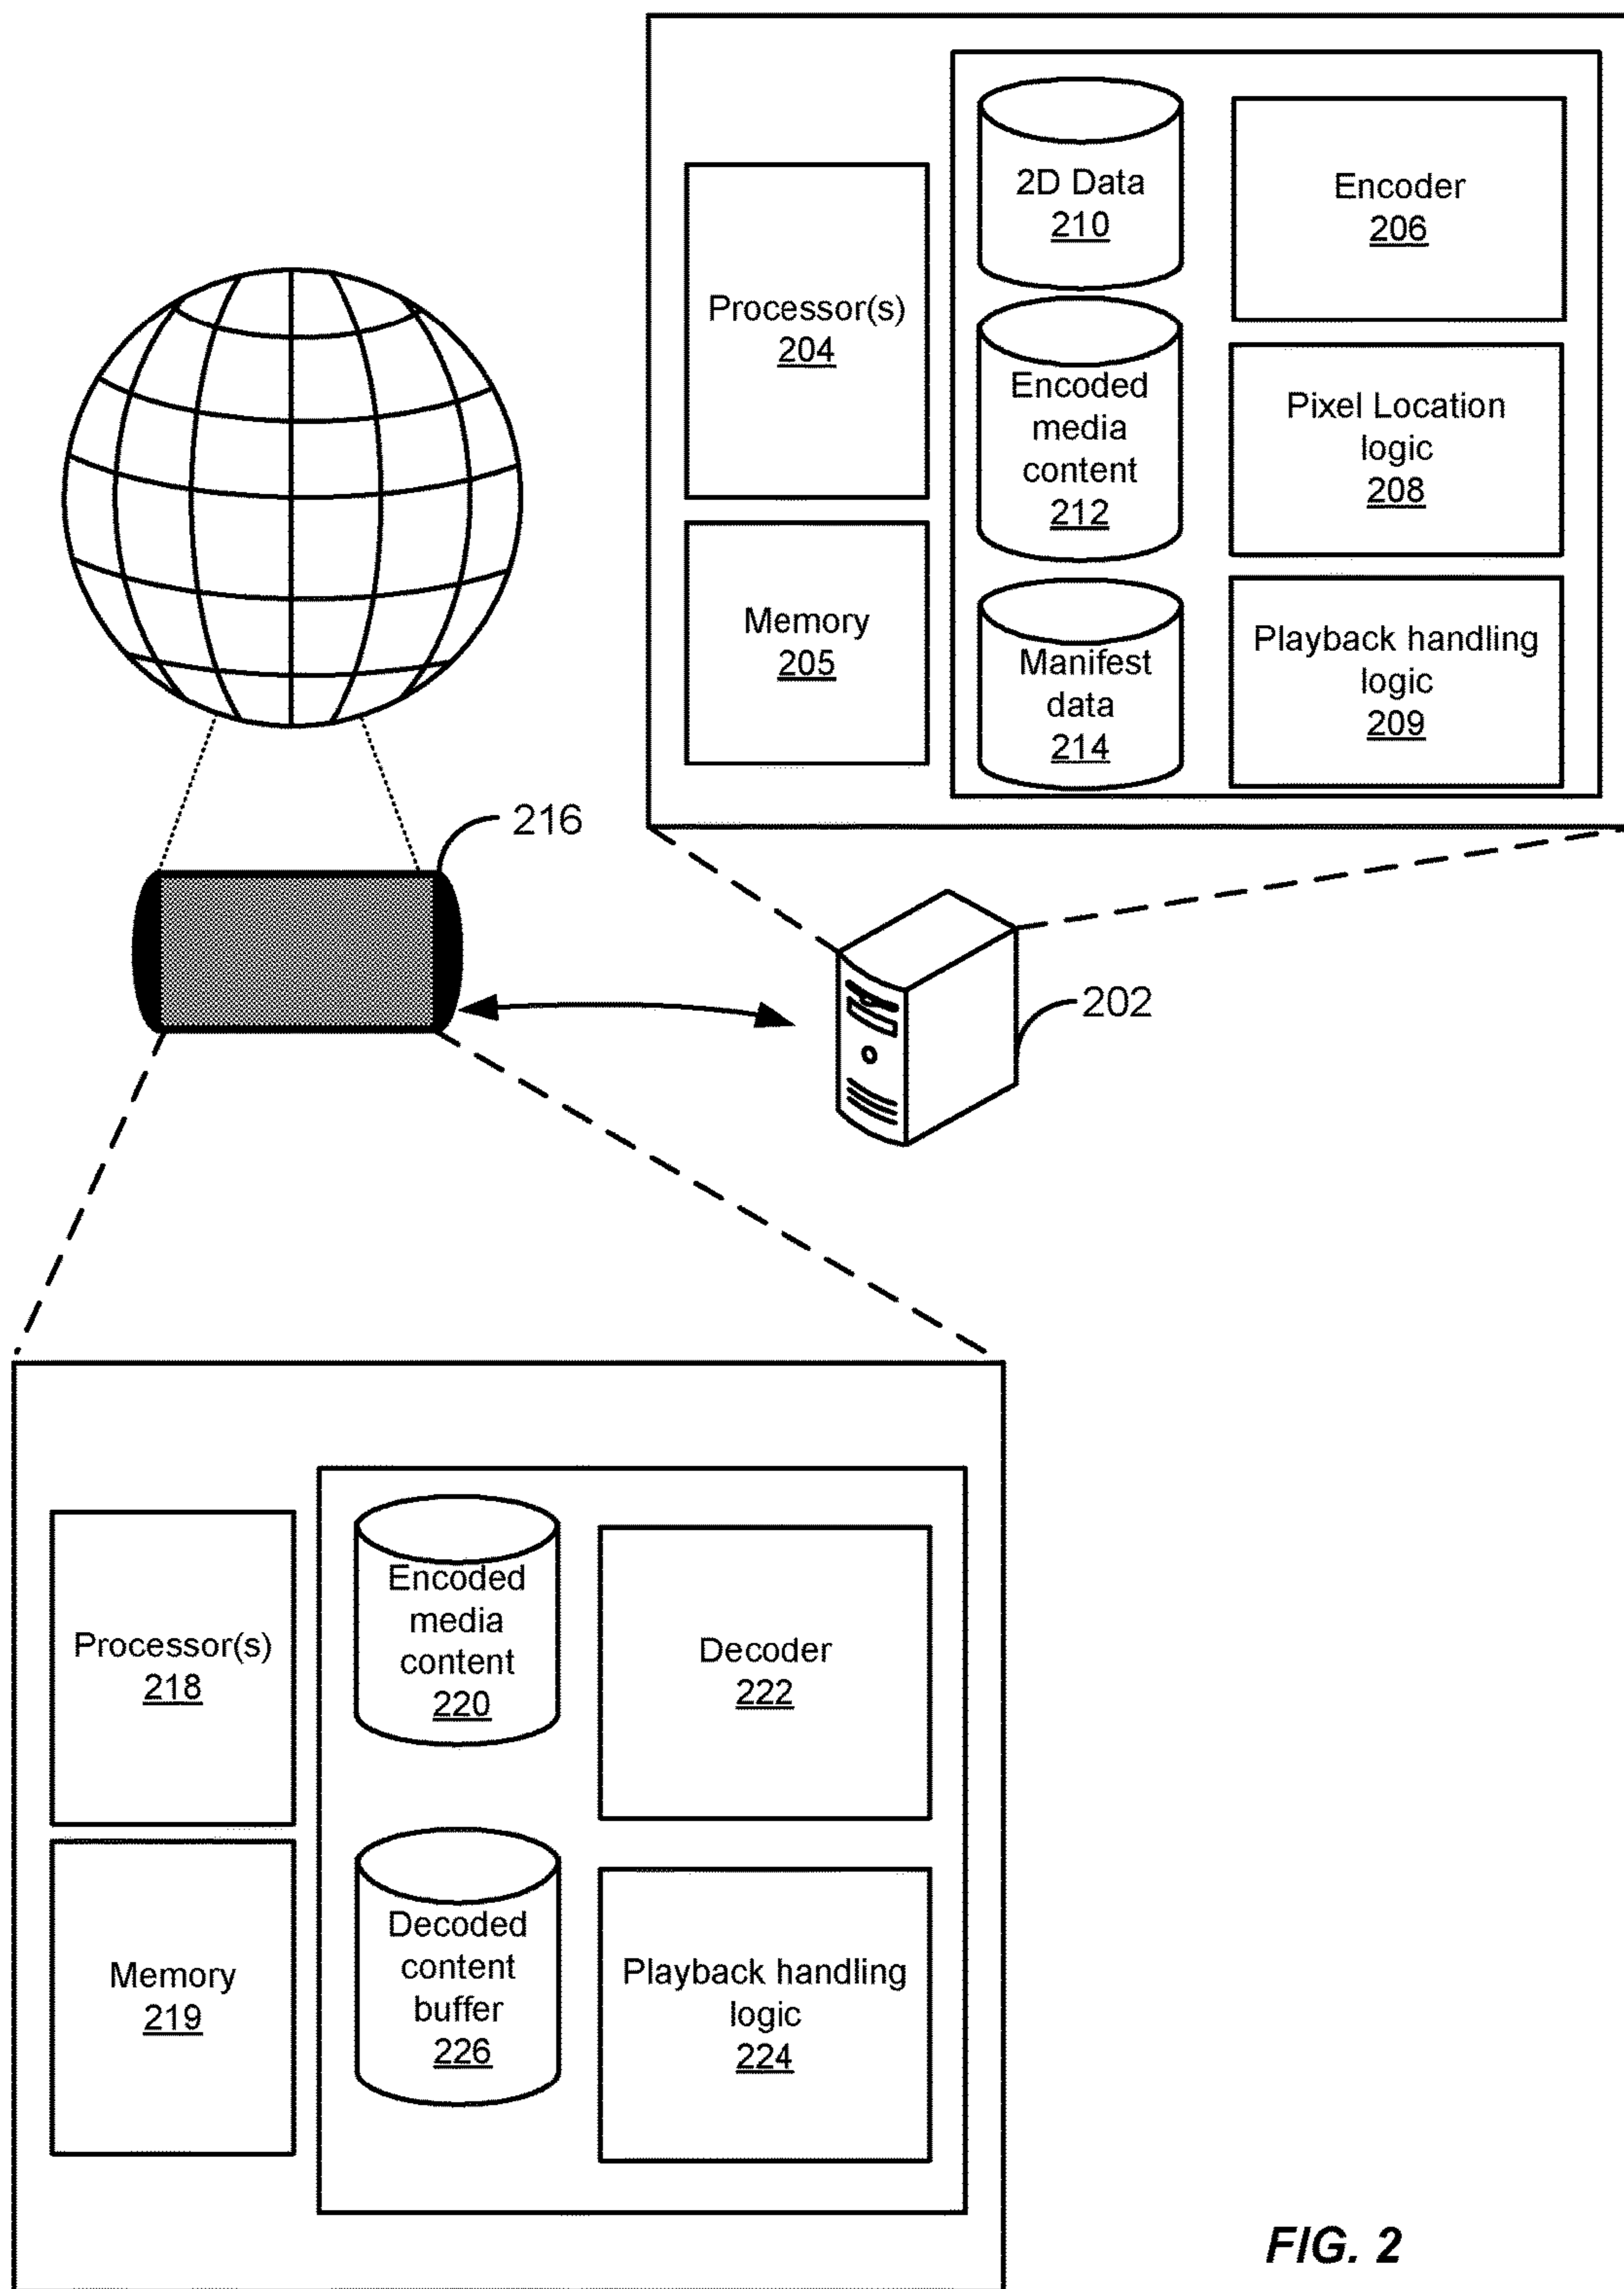 2D Data
210
Encoder
206
Processor(s)
204
Encoded
media
content
212
Pixel Location
logic
208
Memory
205
Manifest
data
214
Playback handling
logic
209
216
202
Processor(s)
218
Encoded
media
content
220
Decoder
222
Memory
219
Decoded
content
buffer
226
Playback handling
logic
224
FIG. 2